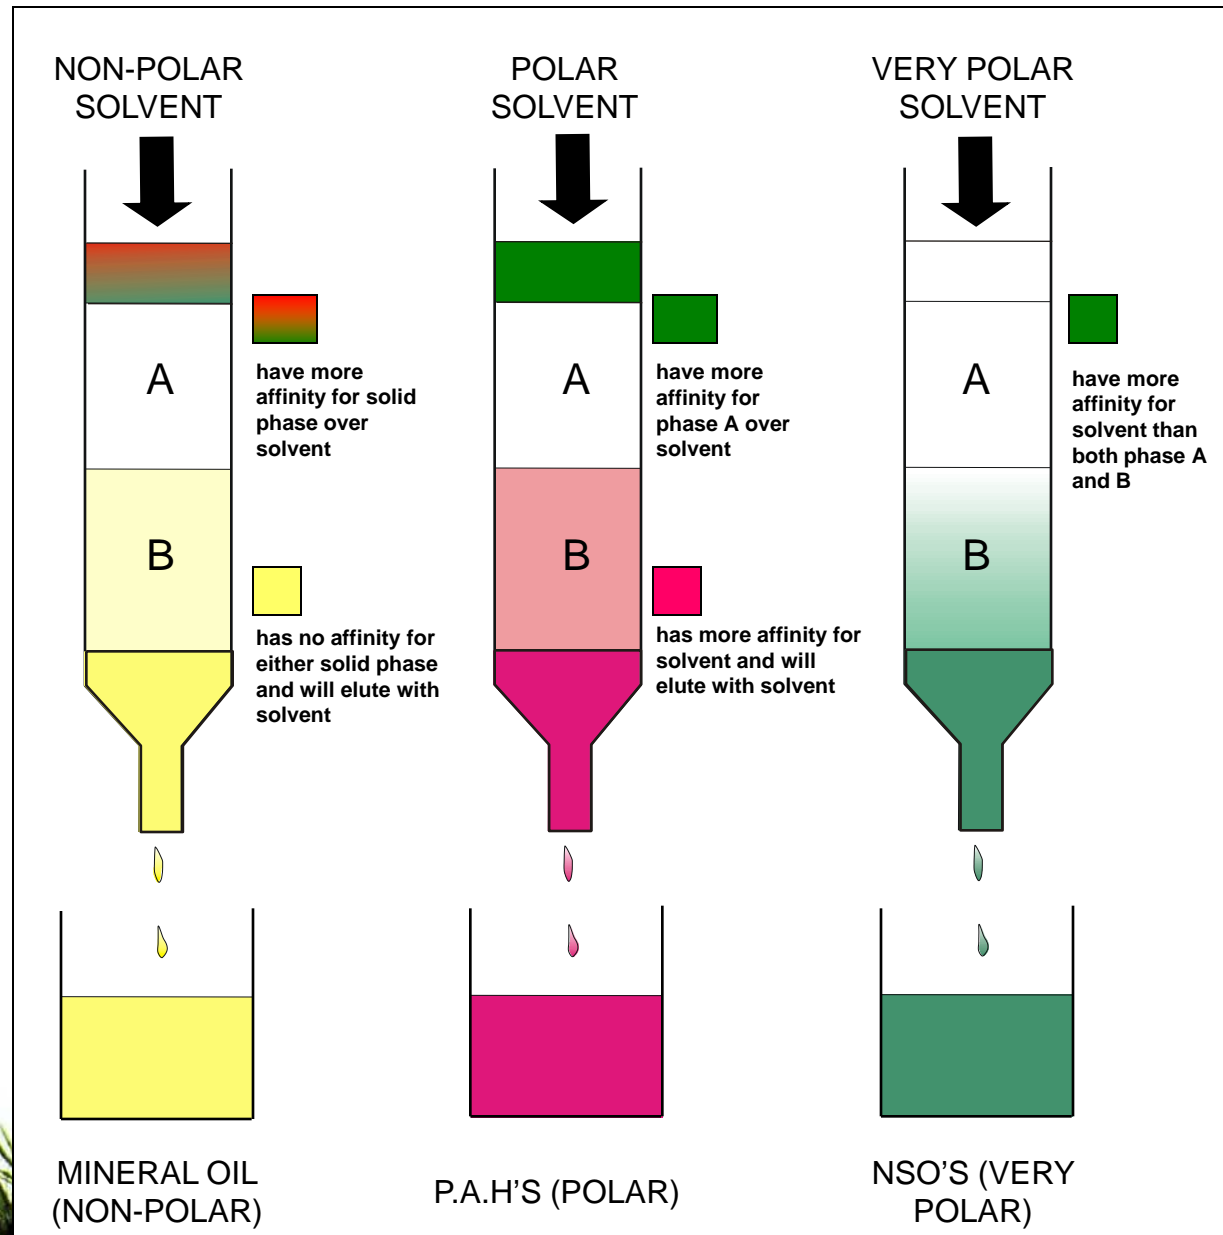 NON-POLAR
SOLVENT
A
have more
affinity for solid
phase over
solvent
B
has no affinity for
either solid phase
and will elute with
solvent
MINERAL OIL
(NON-POLAR)
POLAR
SOLVENT
A
have more
affinity for
phase A over
solvent
B
has more affinity for
solvent and will
elute with solvent
P.A.H'S (POLAR)
VERY POLAR
SOLVENT
A
have more
affinity for
solvent than
both phase A
and B
B
NSO'S (VERY
POLAR)